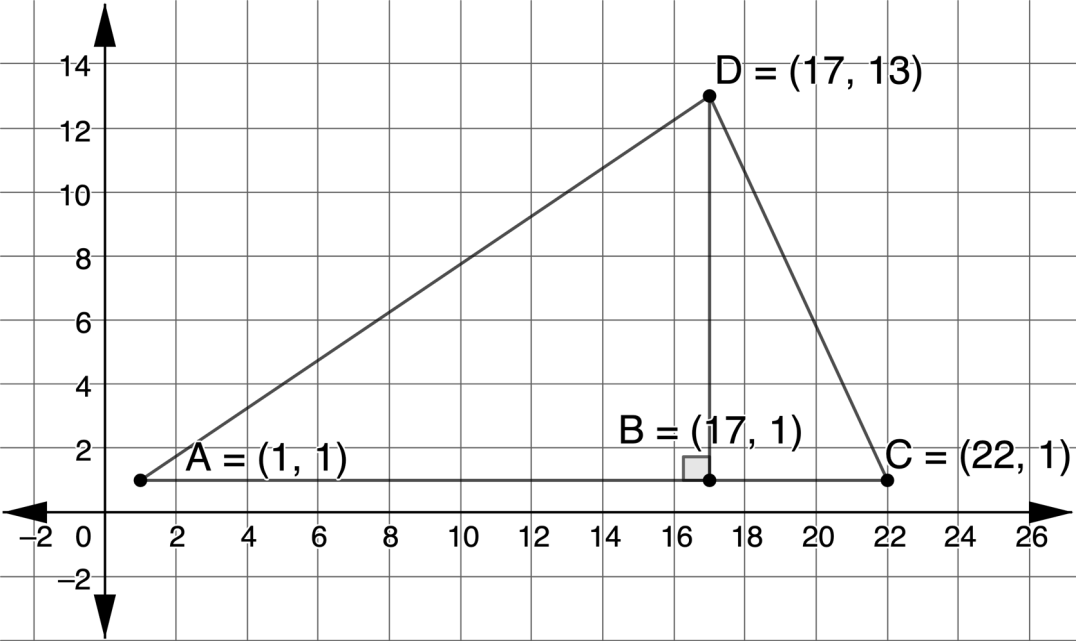 14
D = (17, 13)
12
10
8
6
4
B = (17, 1)
2
A = (1, 1)
C = (22, 1)
–2 0 2 4 6 8 10 12 14 16 18 20 22 24 26
–2